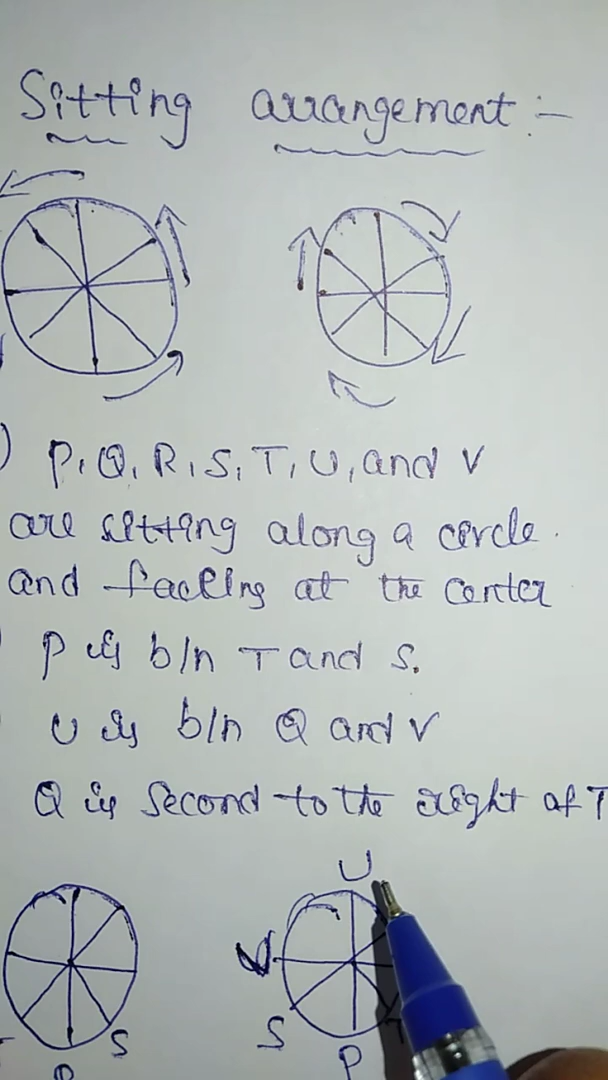 Sitting arrangement :-
) P, Q, R, S, T, U, and V
are sitting along a circle.
and facing at the center
P is b/n T and S.
U is b/n Q and V
Q is second to the right of T
U
V
S
S
P
P